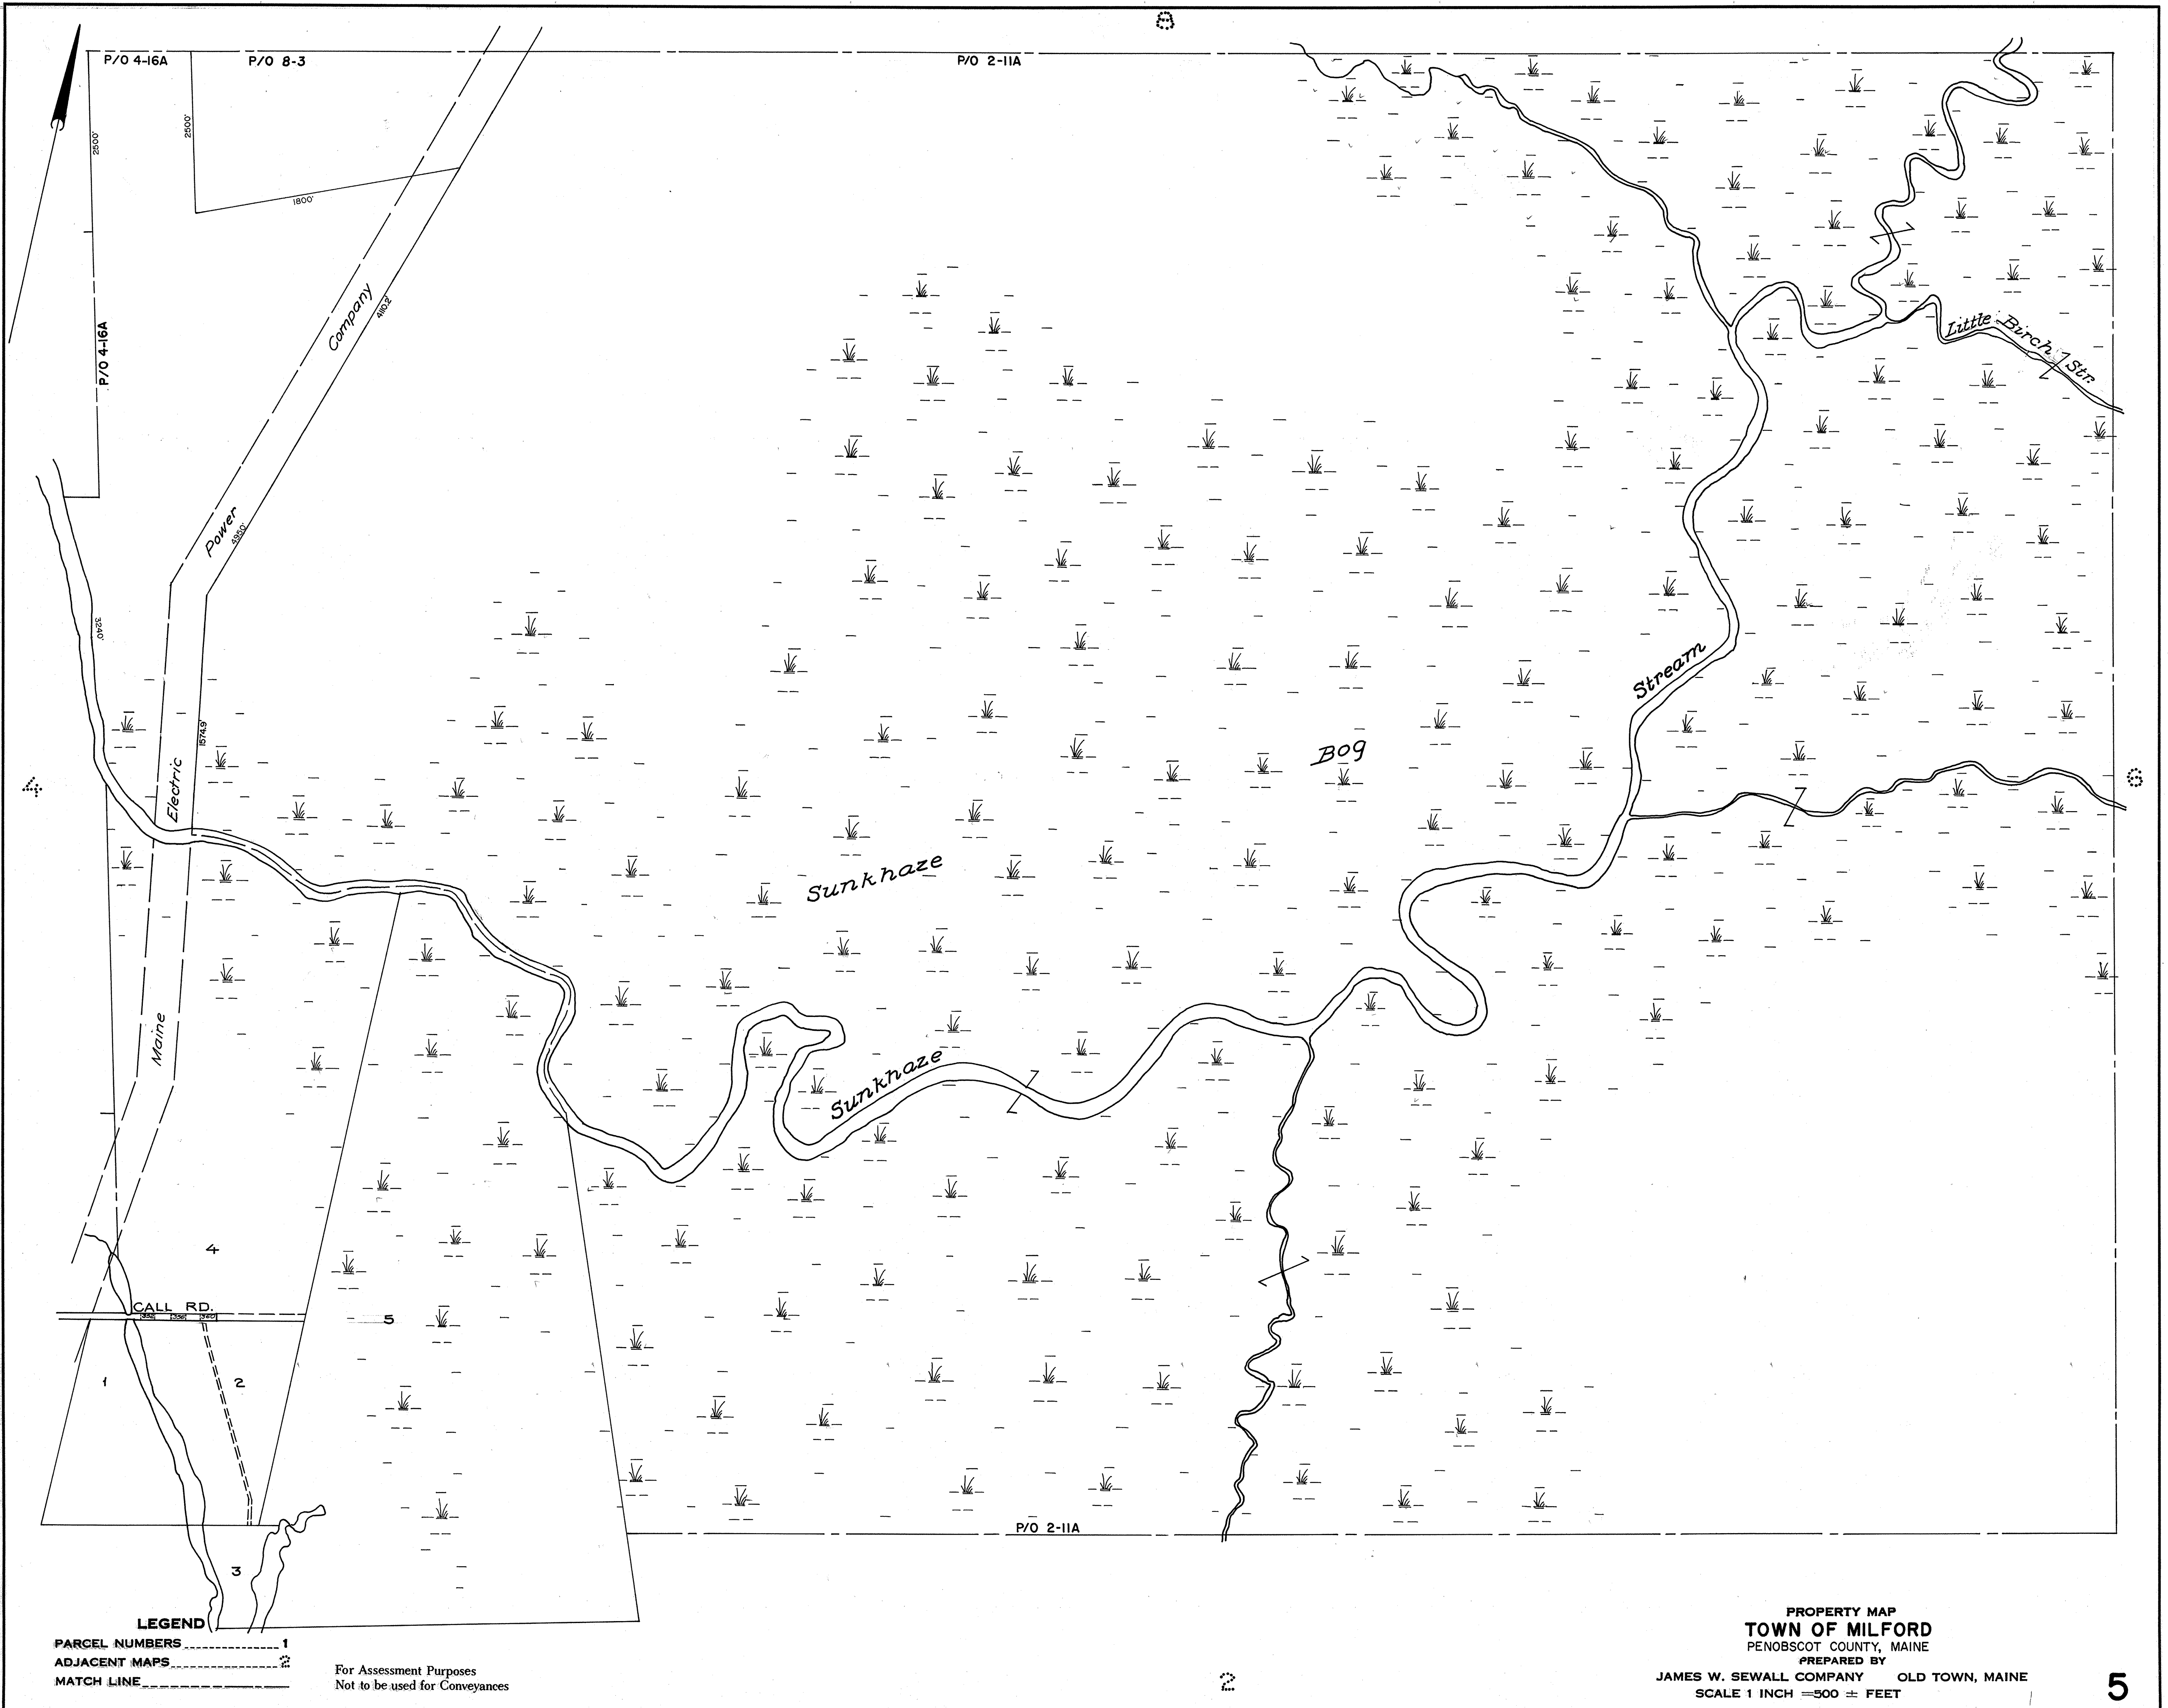 8
P/O 4-16A
P/O 8-3
P/O 2-11A
2500'
2500'
1800'
Company
4110.2'
P/O 4-16A
Little Birch Str.
Power
495.0'
3240'
Stream
1574.9'
Bog
4
Electric
6
Sunkhaze
Maine
Sunkhaze
4
CALL RD.
5
1
2
P/O 2-11A
3
LEGEND
PARCEL NUMBERS 1
ADJACENT MAPS 2
MATCH LINE
For Assessment Purposes
Not to be used for Conveyances
2
PROPERTY MAP
TOWN OF MILFORD
PENOBSCOT COUNTY, MAINE
PREPARED BY
JAMES W. SEWALL COMPANY OLD TOWN, MAINE
SCALE 1 INCH = 500 ± FEET
5